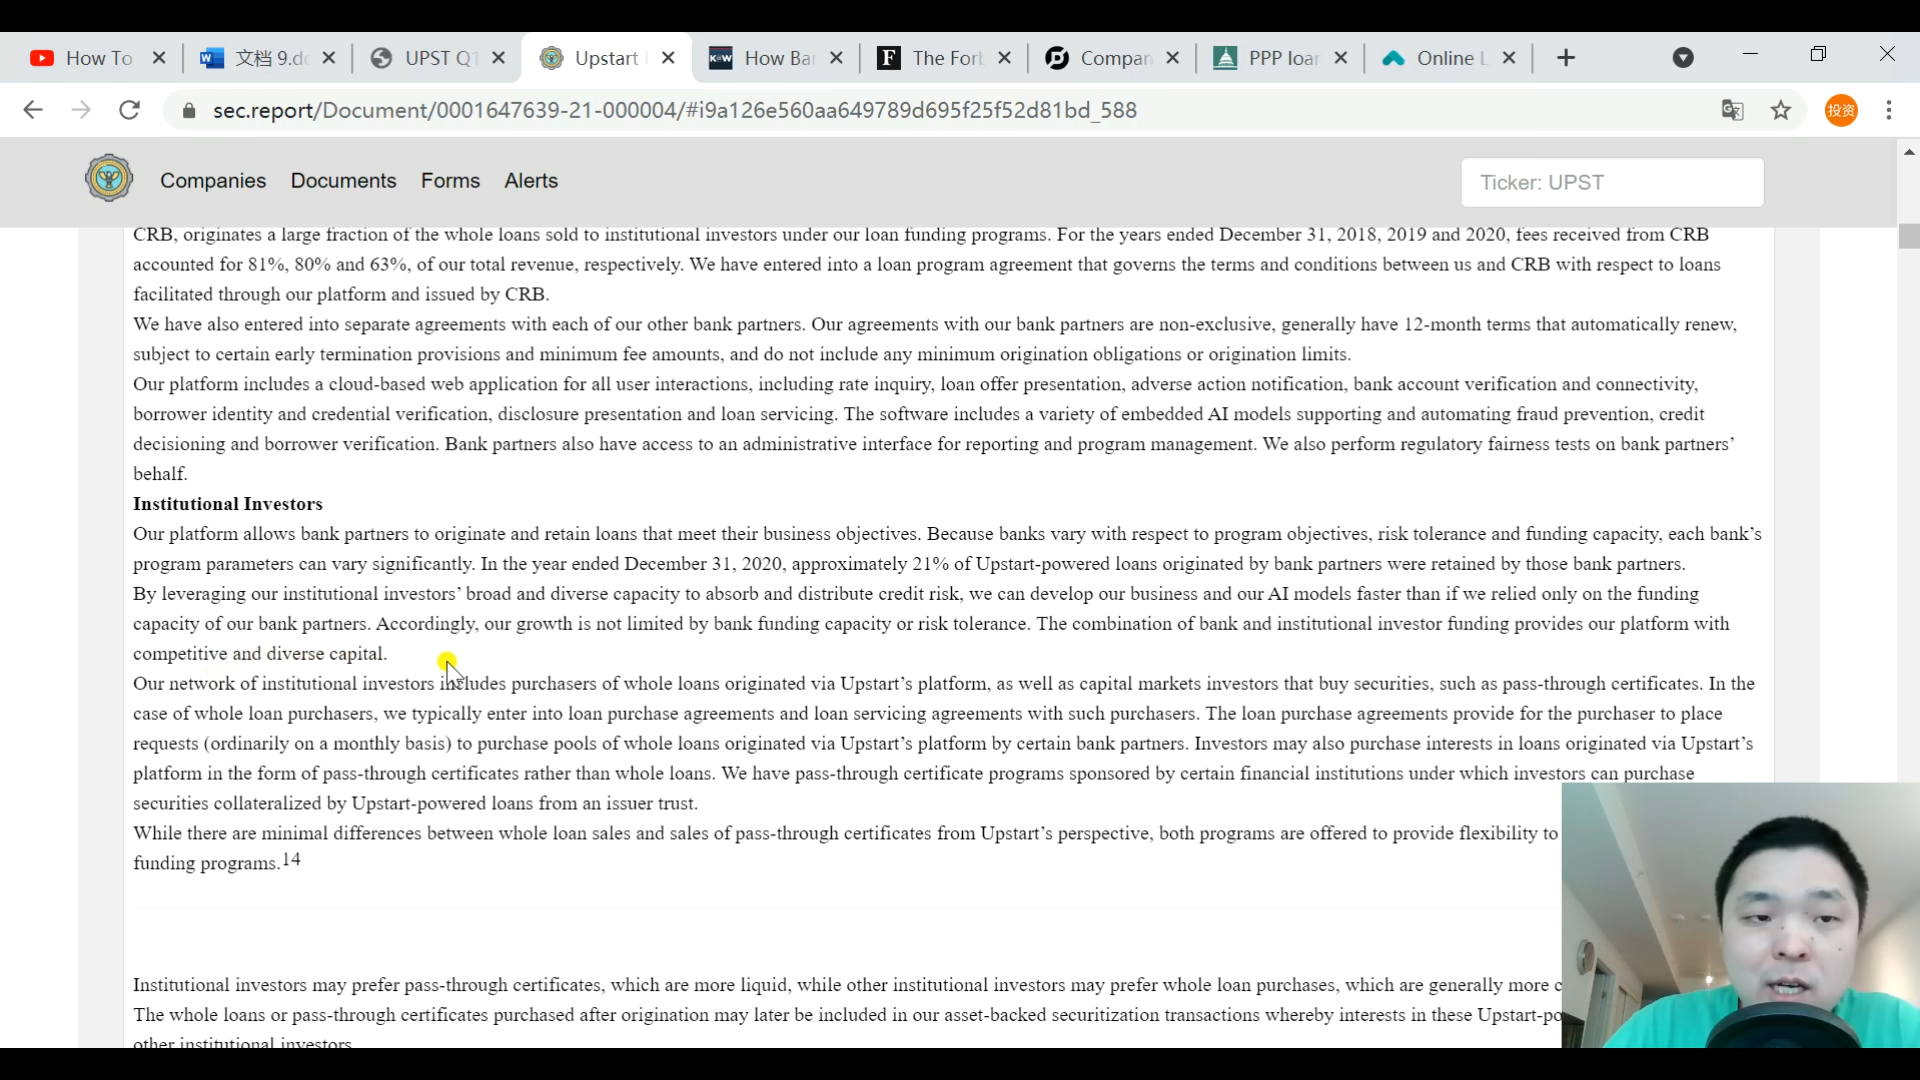 How To
文档 9.d
UPST Q1
Upstart
How Ba
The For
Compan
PPP loan
Online L
sec.report/Document/0001647639-21-000004/#i9a126e560aa649789d695f25f52d81bd_588
投资
Companies Documents Forms Alerts
Ticker: UPST
CRB, originates a large fraction of the whole loans sold to institutional investors under our loan funding programs. For the years ended December 31, 2018, 2019 and 2020, fees received from CRB
accounted for 81%, 80% and 63%, of our total revenue, respectively. We have entered into a loan program agreement that governs the terms and conditions between us and CRB with respect to loans
facilitated through our platform and issued by CRB.
We have also entered into separate agreements with each of our other bank partners. Our agreements with our bank partners are non-exclusive, generally have 12-month terms that automatically renew,
subject to certain early termination provisions and minimum fee amounts, and do not include any minimum origination obligations or origination limits.
Our platform includes a cloud-based web application for all user interactions, including rate inquiry, loan offer presentation, adverse action notification, bank account verification and connectivity,
borrower identity and credential verification, disclosure presentation and loan servicing. The software includes a variety of embedded AI models supporting and automating fraud prevention, credit
decisioning and borrower verification. Bank partners also have access to an administrative interface for reporting and program management. We also perform regulatory fairness tests on bank partners’
behalf.
Institutional Investors
Our platform allows bank partners to originate and retain loans that meet their business objectives. Because banks vary with respect to program objectives, risk tolerance and funding capacity, each bank’s
program parameters can vary significantly. In the year ended December 31, 2020, approximately 21% of Upstart-powered loans originated by bank partners were retained by those bank partners.
By leveraging our institutional investors’ broad and diverse capacity to absorb and distribute credit risk, we can develop our business and our AI models faster than if we relied only on the funding
capacity of our bank partners. Accordingly, our growth is not limited by bank funding capacity or risk tolerance. The combination of bank and institutional investor funding provides our platform with
competitive and diverse capital.
Our network of institutional investors includes purchasers of whole loans originated via Upstart’s platform, as well as capital markets investors that buy securities, such as pass-through certificates. In the
case of whole loan purchasers, we typically enter into loan purchase agreements and loan servicing agreements with such purchasers. The loan purchase agreements provide for the purchaser to place
requests (ordinarily on a monthly basis) to purchase pools of whole loans originated via Upstart’s platform by certain bank partners. Investors may also purchase interests in loans originated via Upstart’s
platform in the form of pass-through certificates rather than whole loans. We have pass-through certificate programs sponsored by certain financial institutions under which investors can purchase
securities collateralized by Upstart-powered loans from an issuer trust.
While there are minimal differences between whole loan sales and sales of pass-through certificates from Upstart’s perspective, both programs are offered to provide flexibility to
funding programs.14
Institutional investors may prefer pass-through certificates, which are more liquid, while other institutional investors may prefer whole loan purchases, which are generally more c
The whole loans or pass-through certificates purchased after origination may later be included in our asset-backed securitization transactions whereby interests in these Upstart-po
other institutional investors.